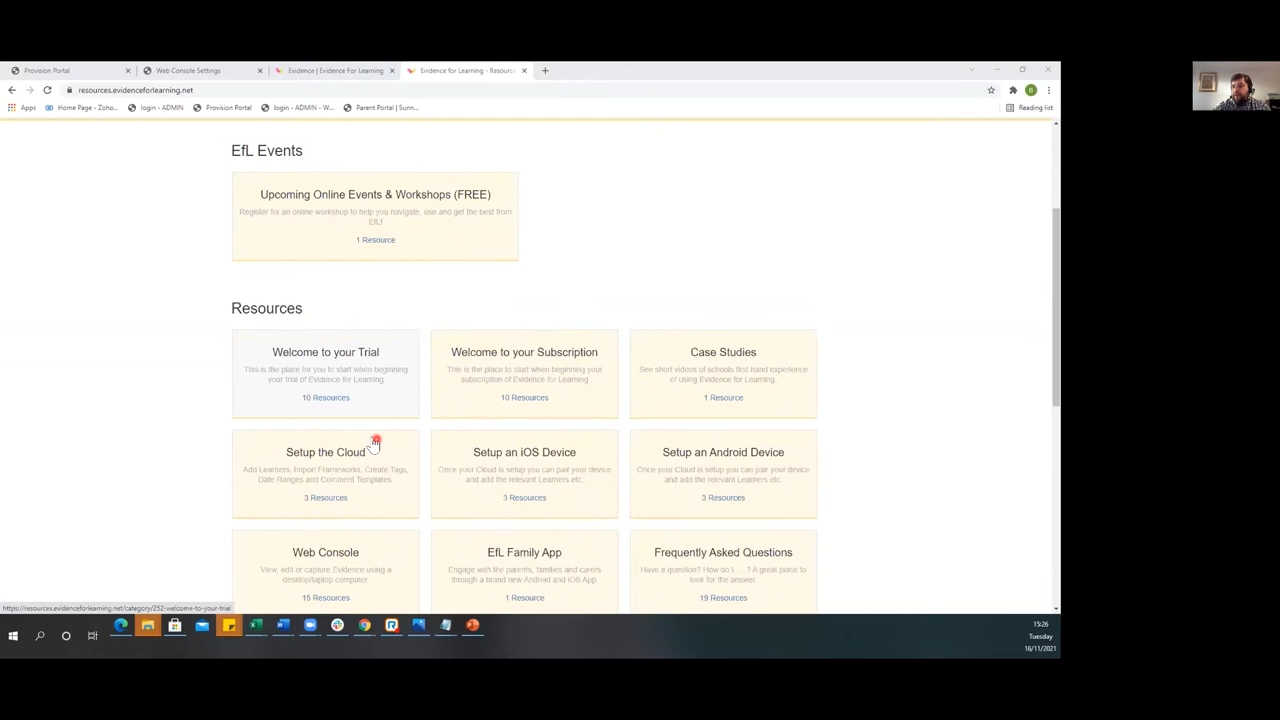 Provision Portal
Web Console Settings
Evidence | Evidence For Learning
Evidence for Learning - Resourc
resources.evidenceforlearning.net
Apps
Home Page - Zoho...
login - ADMIN
Provision Portal
login - ADMIN - W...
Parent Portal | Sunn...
Reading list
EfL Events
Upcoming Online Events & Workshops (FREE)
Register for an online workshop to help you navigate, use and get the best from
EfL!
1 Resource
Resources
Welcome to your Trial
This is the place for you to start when beginning
your trial of Evidence for Learning
10 Resources
Welcome to your Subscription
This is the place to start when beginning your
subscription of Evidence for Learning
10 Resources
Case Studies
See short videos of schools first hand experience
of using Evidence for Learning.
1 Resource
Setup the Cloud
Add Learners, Import Frameworks, Create Tags,
Date Ranges and Comment Templates
3 Resources
Setup an iOS Device
Once your Cloud is setup you can pair your device
and add the relevant Learners etc.
3 Resources
Setup an Android Device
Once your Cloud is setup you can pair your device
and add the relevant Learners etc.
3 Resources
Web Console
View, edit or capture Evidence using a
desktop/laptop computer.
15 Resources
EfL Family App
Engage with the parents, families and carers
through a brand new Android and iOS App
1 Resource
Frequently Asked Questions
Have a question? How do I.....? A great place to
look for the answer.
19 Resources
https://resources.evidenceforlearning.net/category/252-welcome-to-your-trial
15:26
Tuesday
16/11/2021